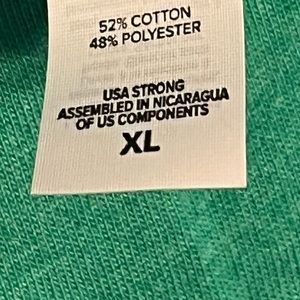 52% COTTON
48% POLYESTER
USA STRONG
ASSEMBLED IN NICARAGUA
OF US COMPONENTS
XL